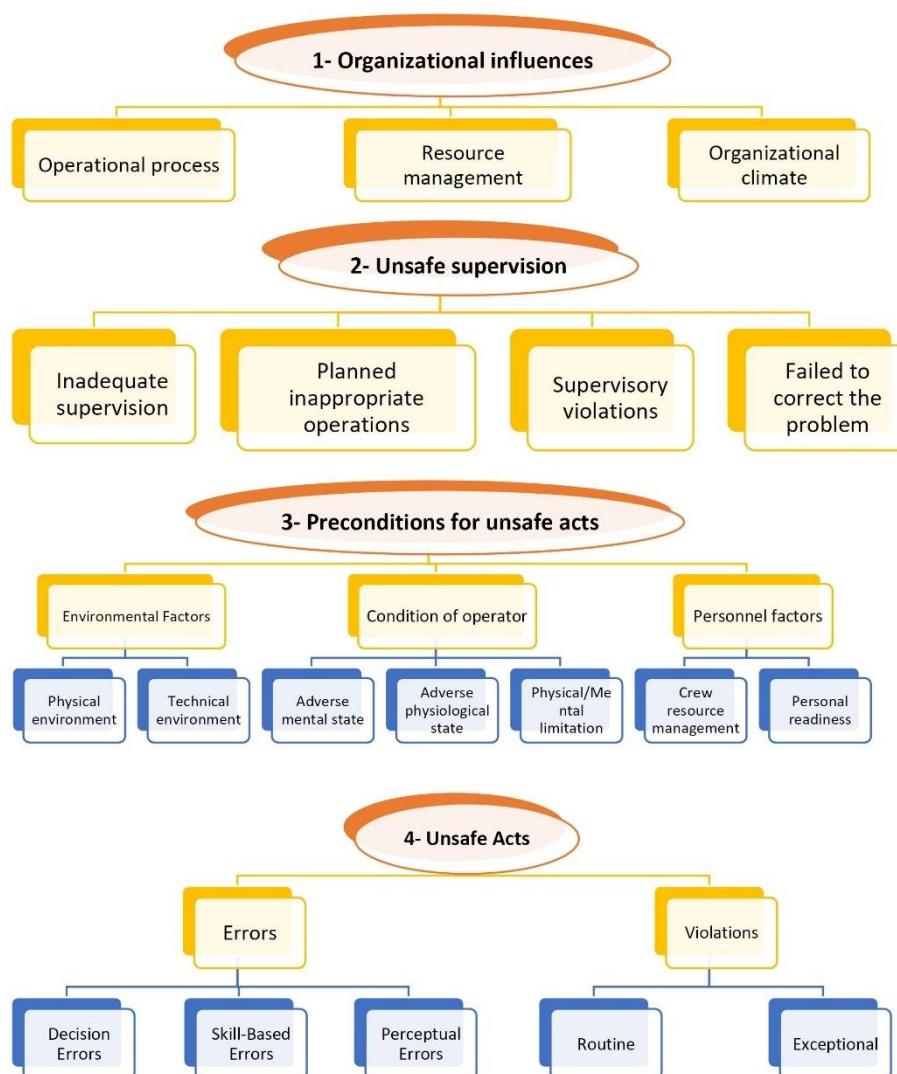 1- Organizational influences
Operational process
Resource
management
Organizational
climate
2- Unsafe supervision
Inadequate
supervision
Planned
inappropriate
operations
Supervisory
violations
Failed to
correct the
problem
3- Preconditions for unsafe acts
Environmental Factors
Condition of operator
Personnel factors
Physical
environment
Technical
environment
Adverse
mental state
Adverse
physiological
state
Physical/Me
ntal
limitation
Crew
resource
management
Personal
readiness
4- Unsafe Acts
Errors
Violations
Decision
Errors
Skill-Based
Errors
Perceptual
Errors
Routine
Exceptional